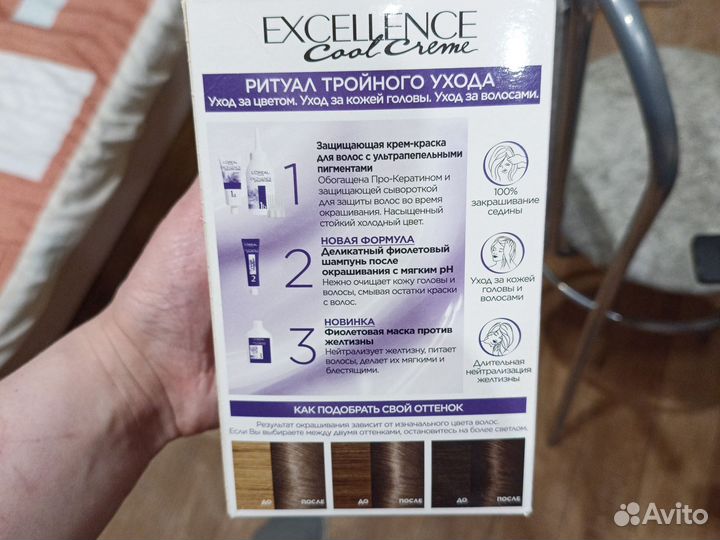 EXCELLENCE
Cool Creme
РИТУАЛ ТРОЙНОГО УХОДА
Уход за цветом. Уход за кожей головы. Уход за волосами.
1
Защищающая крем-краска
для волос с ультрапепельными
пигментами
Обогащена Про-Кератином и
защищающей сывороткой
для защиты волос во время
окрашивания. Насыщенный
стойкий холодный цвет.
100%
закрашивание
седины
2
НОВАЯ ФОРМУЛА
Деликатный фиолетовый
шампунь после
окрашивания с мягким pH
Нежно очищает кожу головы и
волосы, смывая остатки краски
с волос.
Уход за кожей
головы и
волосами
3
НОВИНКА
Фиолетовая маска против
желтизны
Нейтрализует желтизну, питает
волосы, делает их мягкими и
блестящими.
Длительная
нейтрализация
желтизны
КАК ПОДОБРАТЬ СВОЙ ОТТЕНОК
Результат окрашивания зависит от изначального цвета волос.
Если Вы выбираете между двумя оттенками, остановитесь на более светлом.
ДО ПОСЛЕ ДО ПОСЛЕ ДО ПОСЛЕ
Avito